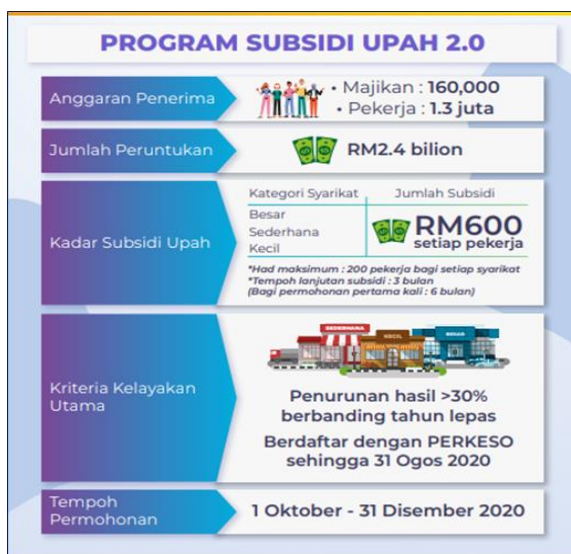 PROGRAM SUBSIDI UPAH 2.0
Anggaran Penerima
• Majikan : 160,000
• Pekerja : 1.3 juta
Jumlah Peruntukan
RM2.4 bilion
Kadar Subsidi Upah
Kategori Syarikat
Jumlah Subsidi
Besar
Sederhana
Kecil
RM600
setiap pekerja
*Had maksimum : 200 pekerja bagi setiap syarikat
*Tempoh lanjutan subsidi : 3 bulan
(Bagi permohonan pertama kali : 6 bulan)
Kriteria Kelayakan
Utama
SEDERHANA
KECIL
BESAR
Penurunan hasil >30%
berbanding tahun lepas
Berdaftar dengan PERKESO
sehingga 31 Ogos 2020
Tempoh
Permohonan
1 Oktober - 31 Disember 2020